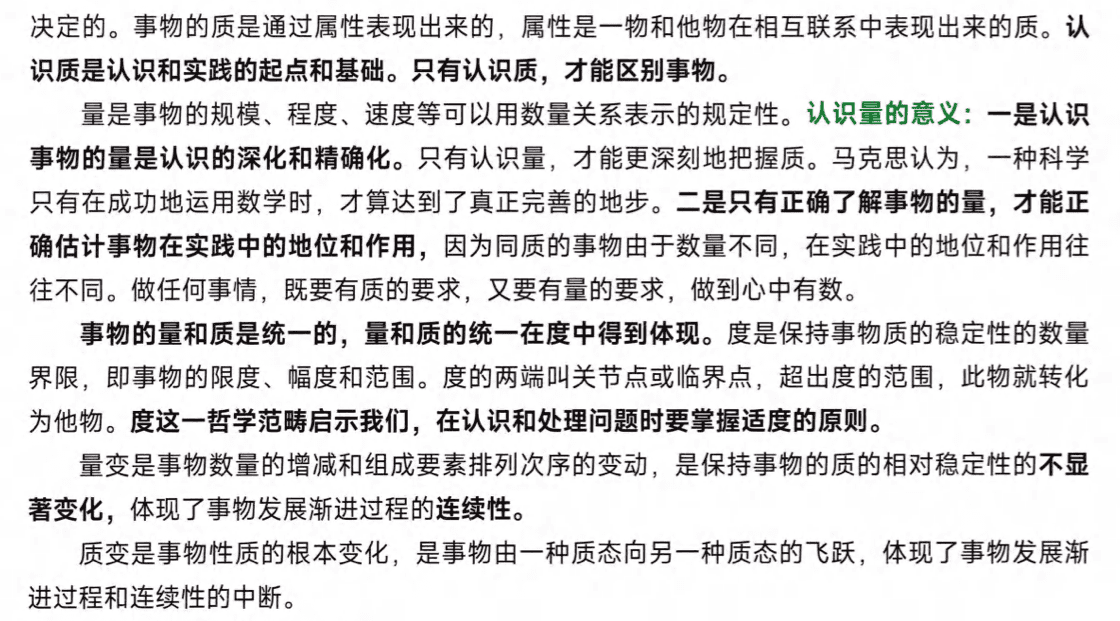 决定的。事物的质是通过属性表现出来的，属性是一物和他物在相互联系中表现出来的质。认
识质是认识和实践的起点和基础。只有认识质，才能区别事物。
量是事物的规模、程度、速度等可以用数量关系表示的规定性。认识量的意义：一是认识
事物的量是认识的深化和精确化。只有认识量，才能更深刻地把握质。马克思认为，一种科学
只有在成功地运用数学时，才算达到了真正完善的地步。二是只有正确了解事物的量，才能正
确估计事物在实践中的地位和作用，因为同质的事物由于数量不同，在实践中的地位和作用往
往不同。做任何事情，既要有质的要求，又要有量的要求，做到心中有数。
事物的量和质是统一的，量和质的统一在度中得到体现。度是保持事物质的稳定性的数量
界限，即事物的限度、幅度和范围。度的两端叫关节点或临界点，超出度的范围，此物就转化
为他物。度这一哲学范畴启示我们，在认识和处理问题时要掌握适度的原则。
量变是事物数量的增减和组成要素排列次序的变动，是保持事物的质的相对稳定性的不显
著变化，体现了事物发展渐进过程的连续性。
质变是事物性质的根本变化，是事物由一种质态向另一种质态的飞跃，体现了事物发展渐
进过程和连续性的中断。